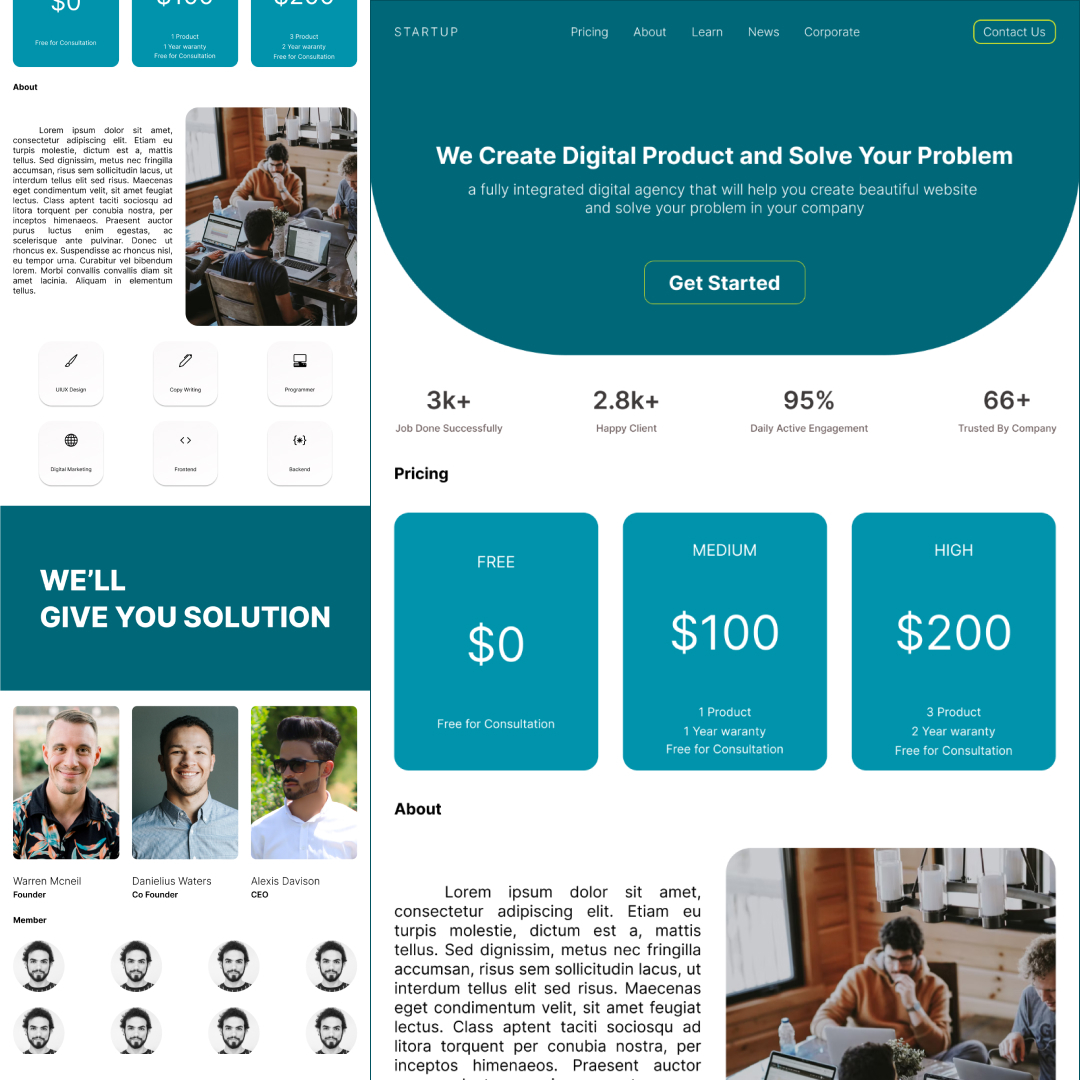 $0
$100
$200
Free for Consultation
1 Product
1 Year waranty
Free for Consultation
3 Product
2 Year waranty
Free for Consultation
About
Lorem ipsum dolor sit amet,
consectetur adipiscing elit. Etiam eu
turpis molestie, dictum est a, mattis
tellus. Sed dignissim, metus nec fringilla
accumsan, risus sem sollicitudin lacus, ut
interdum tellus elit sed risus. Maecenas
eget condimentum velit, sit amet feugiat
lectus. Class aptent taciti sociosqu ad
litora torquent per conubia nostra, per
inceptos himenaeos. Praesent auctor
purus luctus enim egestas, ac
scelerisque ante pulvinar. Donec ut
rhoncus ex. Suspendisse ac rhoncus nisl,
eu tempor urna. Curabitur vel bibendum
lorem. Morbi convallis convallis diam sit
amet lacinia. Aliquam in elementum
tellus.
UIUX Design
Copy Writing
Programmer
Digital Marketing
Frontend
Backend
WE’LL
GIVE YOU SOLUTION
Warren Mcneil
Founder
Danielius Waters
Co Founder
Alexis Davison
CEO
Member
STARTUP
Pricing
About
Learn
News
Corporate
Contact Us
We Create Digital Product and Solve Your Problem
a fully integrated digital agency that will help you create beautiful website
and solve your problem in your company
Get Started
3k+
Job Done Successfully
2.8k+
Happy Client
95%
Daily Active Engagement
66+
Trusted By Company
Pricing
FREE
$0
Free for Consultation
MEDIUM
$100
1 Product
1 Year waranty
Free for Consultation
HIGH
$200
3 Product
2 Year waranty
Free for Consultation
About
Lorem ipsum dolor sit amet,
consectetur adipiscing elit. Etiam eu
turpis molestie, dictum est a, mattis
tellus. Sed dignissim, metus nec fringilla
accumsan, risus sem sollicitudin lacus, ut
interdum tellus elit sed risus. Maecenas
eget condimentum velit, sit amet feugiat
lectus. Class aptent taciti sociosqu ad
litora torquent per conubia nostra, per
inceptos himenaeos. Praesent auctor